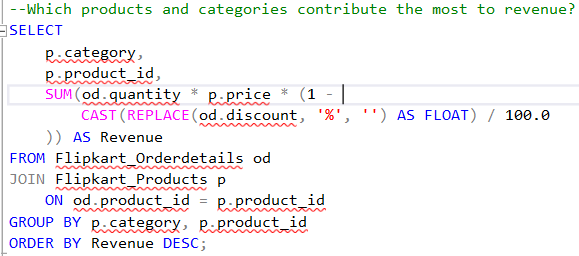 --Which products and categories contribute the most to revenue?
SELECT
    p.category,
    p.product_id,
    SUM(od.quantity * p.price * (1 -
        CAST(REPLACE(od.discount, '%', '') AS FLOAT) / 100.0
    )) AS Revenue
FROM Flipkart_Orderdetails od
JOIN Flipkart_Products p
    ON od.product_id = p.product_id
GROUP BY p.category, p.product_id
ORDER BY Revenue DESC;